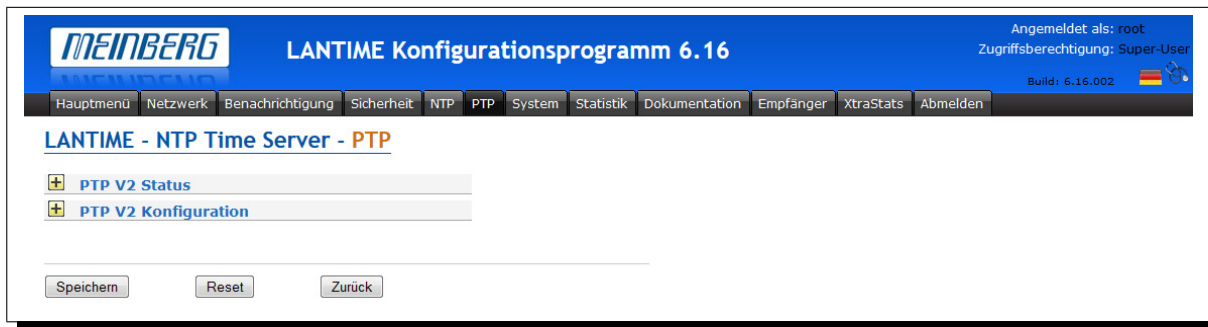 MEINBERG
LANTIME Konfigurationsprogramm 6.16
Angemeldet als: root
Zugriffsberechtigung: Super-User
Build: 6.16.002
Hauptmenü Netzwerk Benachrichtigung Sicherheit NTP PTP System Statistik Dokumentation Empfänger XtraStats Abmelden
LANTIME - NTP Time Server - PTP
PTP V2 Status
PTP V2 Konfiguration
Speichern Reset Zurück